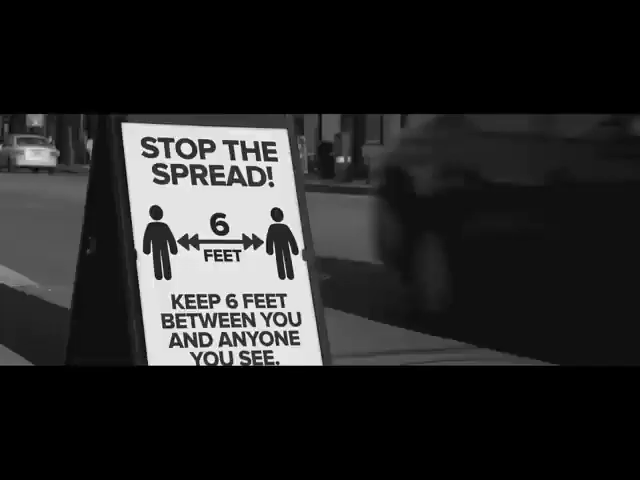 STOP THE
SPREAD!
6
FEET
KEEP 6 FEET
BETWEEN YOU
AND ANYONE
YOU SEE.